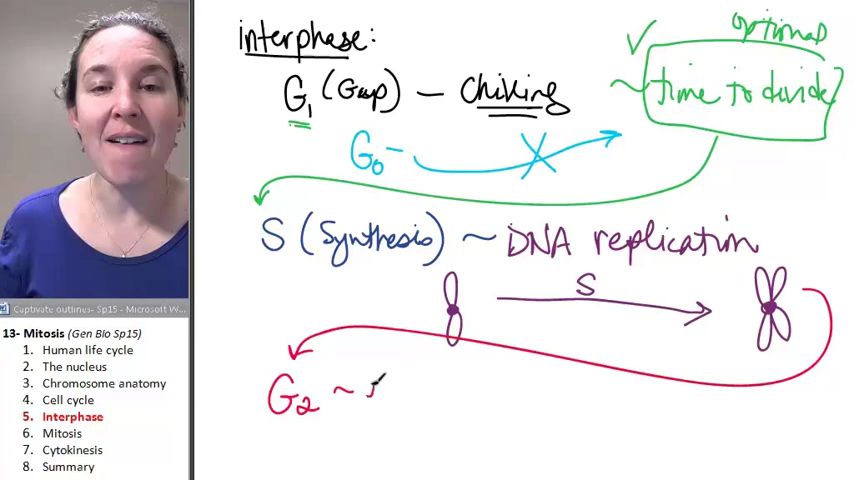 interphase:
optional
G1 (Gap) — chilling
~ time to divide
G0 –
S (Synthesis) ~ DNA replication
S
G2 ~
Captivate outlines- Sp15 - Microsoft W...
13- Mitosis (Gen Bio Sp15)
1. Human life cycle
2. The nucleus
3. Chromosome anatomy
4. Cell cycle
5. Interphase
6. Mitosis
7. Cytokinesis
8. Summary